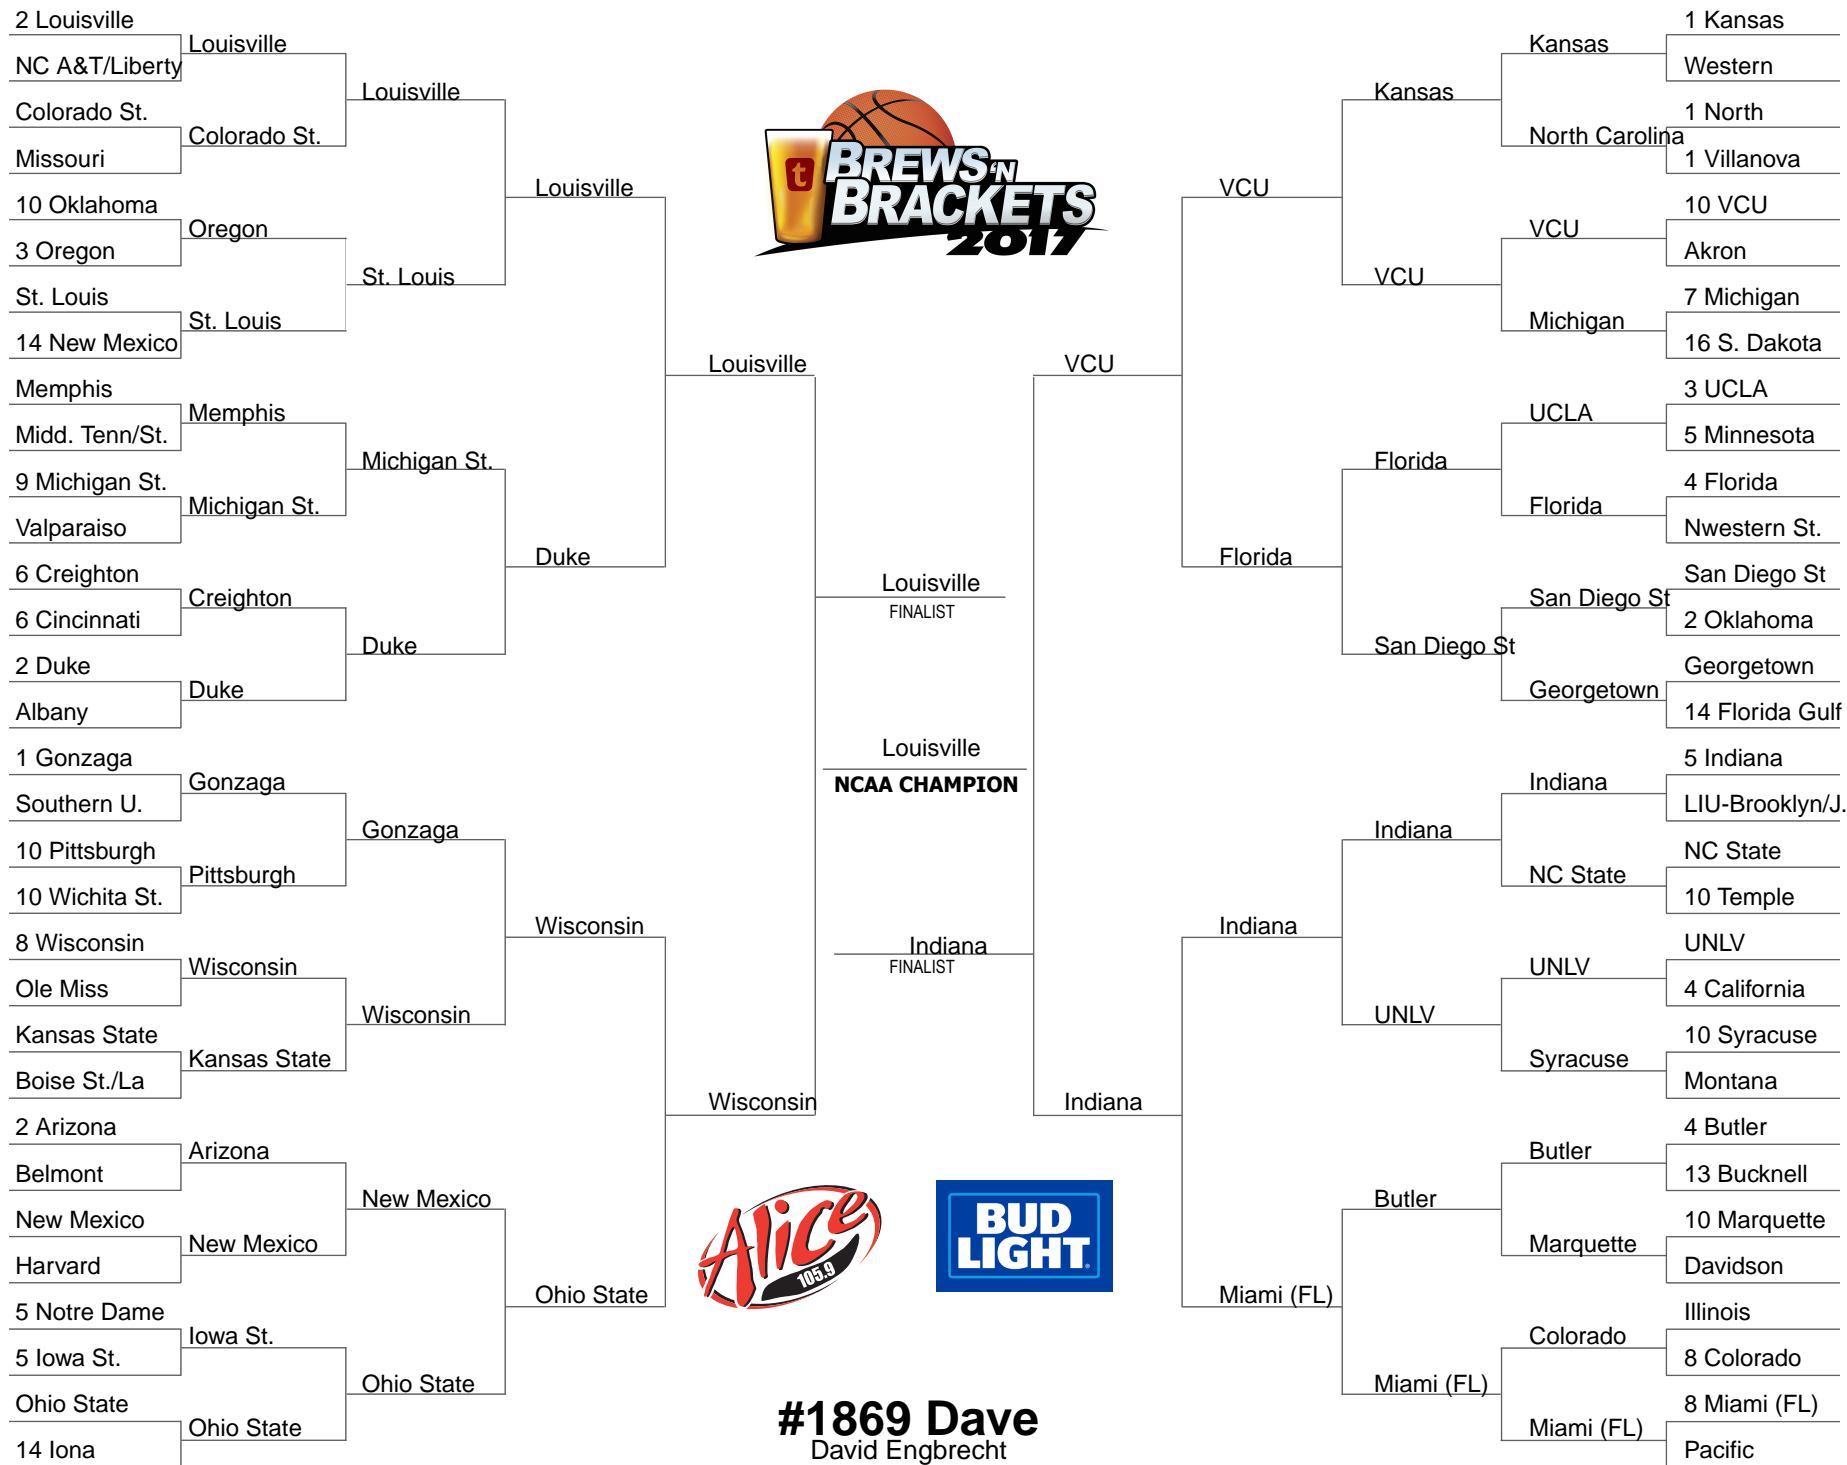 2 Louisville
NC A&T/Liberty
Colorado St.
Missouri
10 Oklahoma
3 Oregon
St. Louis
14 New Mexico
Memphis
Midd. Tenn/St.
9 Michigan St.
Valparaiso
6 Creighton
6 Cincinnati
2 Duke
Albany
1 Gonzaga
Southern U.
10 Pittsburgh
10 Wichita St.
8 Wisconsin
Ole Miss
Kansas State
Boise St./La
2 Arizona
Belmont
New Mexico
Harvard
5 Notre Dame
5 Iowa St.
Ohio State
14 Iona
Louisville
Colorado St.
Oregon
St. Louis
Memphis
Michigan St.
Creighton
Duke
Gonzaga
Pittsburgh
Wisconsin
Kansas State
Arizona
New Mexico
Iowa St.
Ohio State
Louisville
St. Louis
Michigan St.
Duke
Gonzaga
Wisconsin
New Mexico
Ohio State
Louisville
Duke
Wisconsin
Ohio State
Louisville
Wisconsin
t
BREWS 'N
BRACKETS
2017
Louisville
FINALIST
Louisville
NCAA CHAMPION
Indiana
FINALIST
Alice
105.9
BUD
LIGHT
#1869 Dave
David Engbrecht
VCU
Indiana
VCU
Florida
Indiana
Miami (FL)
Kansas
VCU
Florida
San Diego St
Indiana
UNLV
Butler
Miami (FL)
Kansas
North Carolina
VCU
Michigan
UCLA
Florida
San Diego St
Georgetown
Indiana
NC State
UNLV
Syracuse
Butler
Marquette
Colorado
Miami (FL)
1 Kansas
Western
1 North
1 Villanova
10 VCU
Akron
7 Michigan
16 S. Dakota
3 UCLA
5 Minnesota
4 Florida
Nwestern St.
San Diego St
2 Oklahoma
Georgetown
14 Florida Gulf
5 Indiana
LIU-Brooklyn/J.
NC State
10 Temple
UNLV
4 California
10 Syracuse
Montana
4 Butler
13 Bucknell
10 Marquette
Davidson
Illinois
8 Colorado
8 Miami (FL)
Pacific